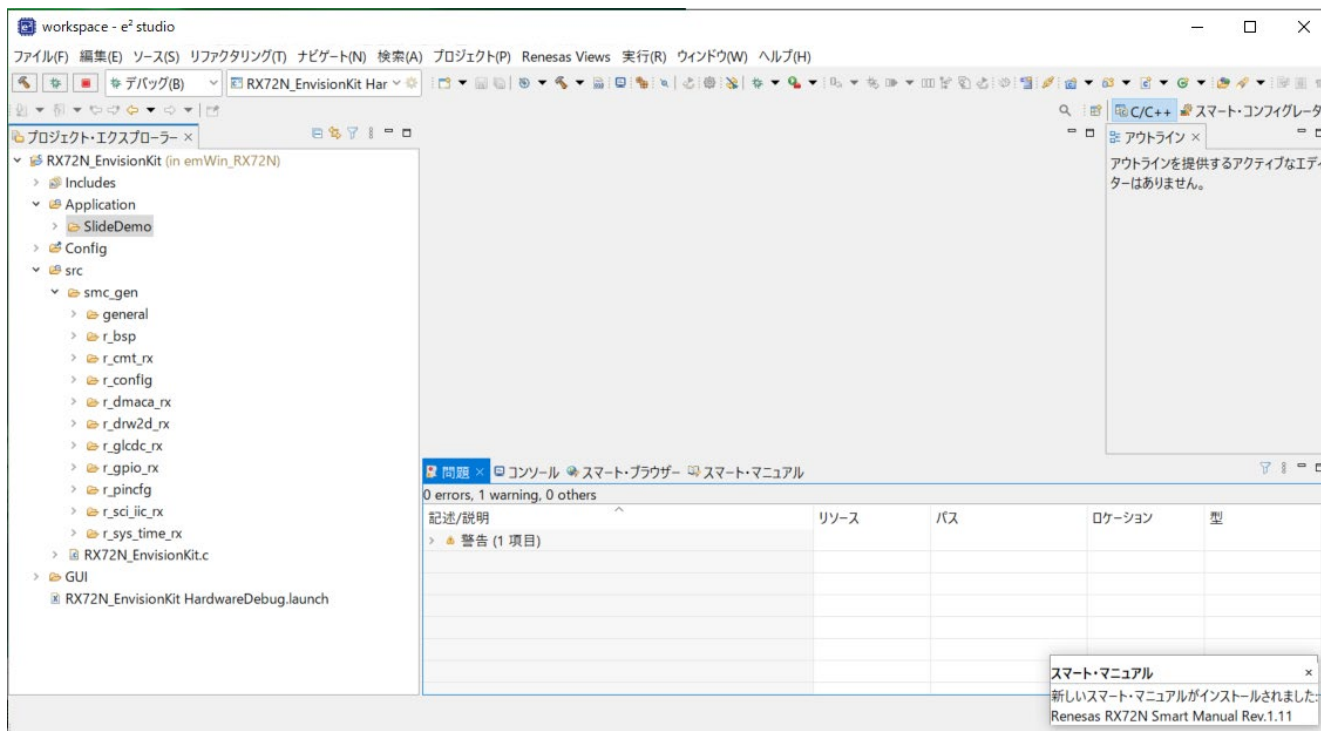 workspace - e² studio
ファイル(F) 編集(E) ソース(S) リファクタリング(T) ナビゲート(N) 検索(A) プロジェクト(P) Renesas Views 実行(R) ウィンドウ(W) ヘルプ(H)
デバッグ(B) RX72N_EnvisionKit Har
C/C++ スマート・コンフィグレータ
プロジェクト・エクスプローラー
RX72N_EnvisionKit (in emWin_RX72N)
Includes
Application
SlideDemo
Config
src
smc_gen
general
r_bsp
r_cmt_rx
r_config
r_dmaca_rx
r_drw2d_rx
r_glcdc_rx
r_gpio_rx
r_pincfg
r_sci_iic_rx
r_sys_time_rx
RX72N_EnvisionKit.c
GUI
RX72N_EnvisionKit HardwareDebug.launch
アウトライン
アウトラインを提供するアクティブなエディ
ターはありません。
問題 コンソール スマート・ブラウザー スマート・マニュアル
0 errors, 1 warning, 0 others
記述/説明 リソース パス ロケーション 型
警告 (1 項目)
スマート・マニュアル
新しいスマート・マニュアルがインストールされました:
Renesas RX72N Smart Manual Rev.1.11